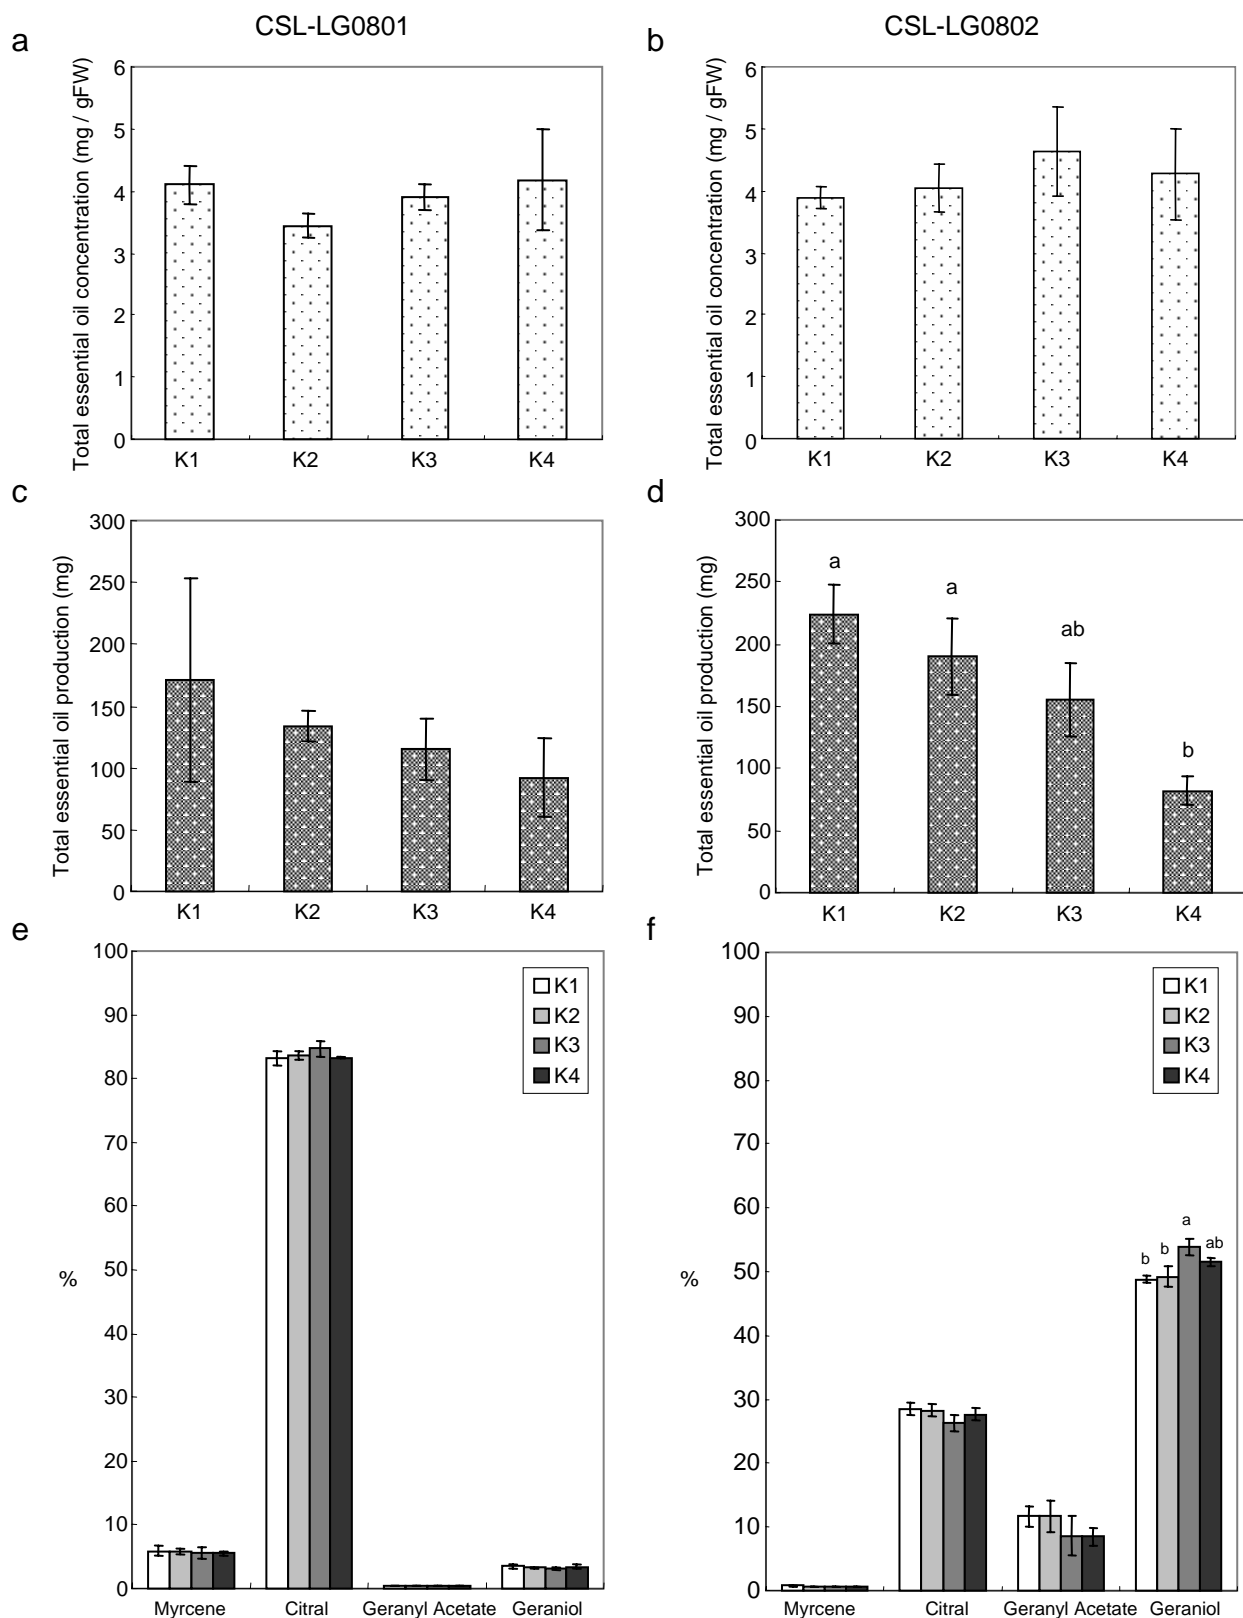 CSL-LG0801
CSL-LG0802
a
b
Total essential oil concentration (mg / gFW)
6
5
4
3
2
1
0
K1 K2 K3 K4
Total essential oil concentration (mg / gFW)
6
5
4
3
2
1
0
K1 K2 K3 K4
c
d
Total essential oil production (mg)
300
250
200
150
100
50
0
K1 K2 K3 K4
Total essential oil production (mg)
300
250
200
150
100
50
0
a
a
ab
b
K1 K2 K3 K4
e
f
%
100
90
80
70
60
50
40
30
20
10
0
K1
K2
K3
K4
Myrcene Citral Geranyl Acetate Geraniol
%
100
90
80
70
60
50
40
30
20
10
0
K1
K2
K3
K4
b b a ab
Myrcene Citral Geranyl Acetate Geraniol